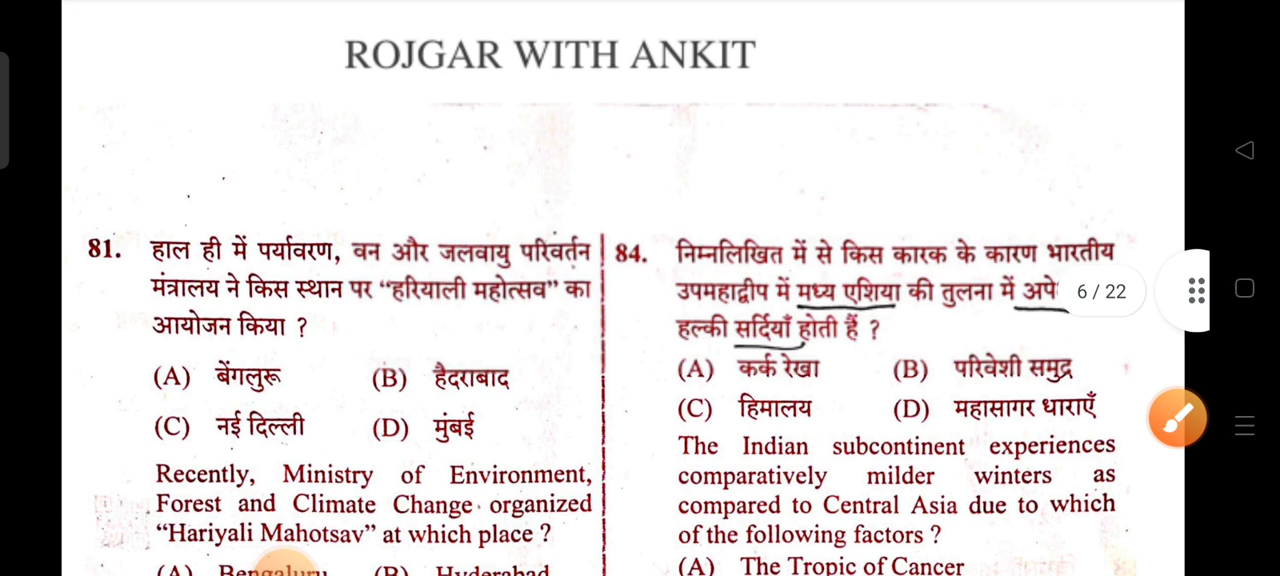 ROJGAR WITH ANKIT
81. हाल ही में पर्यावरण, वन और जलवायु परिवर्तन
मंत्रालय ने किस स्थान पर “हरियाली महोत्सव” का
आयोजन किया ?
(A) बेंगलुरू (B) हैदराबाद
(C) नई दिल्ली (D) मुंबई
Recently, Ministry of Environment,
Forest and Climate Change organized
“Hariyali Mahotsav” at which place ?
(A) Bengaluru (B) Hyderabad
84. निम्नलिखित में से किस कारक के कारण भारतीय
उपमहाद्वीप में मध्य एशिया की तुलना में अपे
हल्की सर्दियाँ होती हैं ?
(A) कर्क रेखा (B) परिवेशी समुद्र
(C) हिमालय (D) महासागर धाराएँ
The Indian subcontinent experiences
comparatively milder winters as
compared to Central Asia due to which
of the following factors ?
(A) The Tropic of Cancer
6 / 22